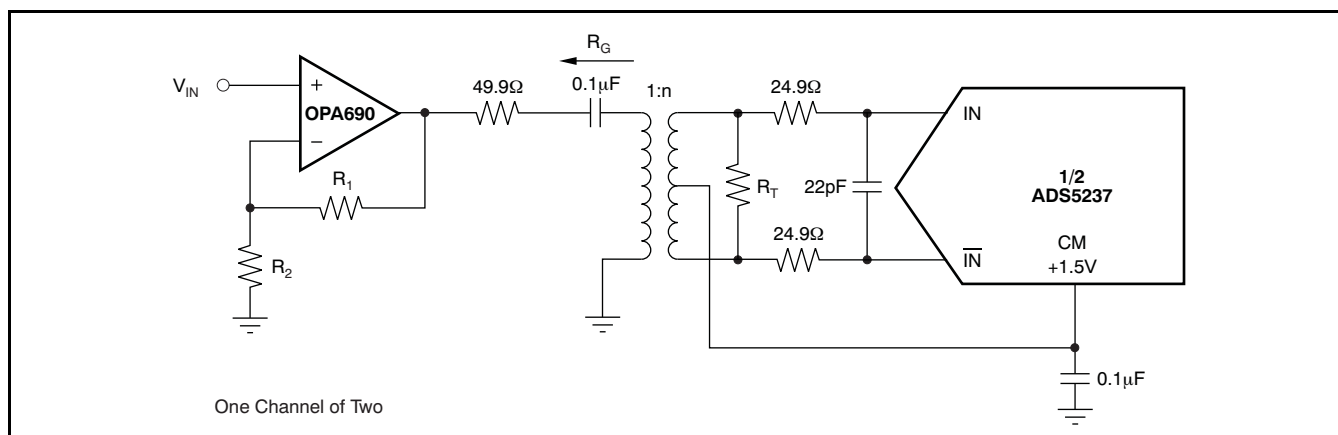 R_G
0.1μF
49.9Ω
1:n
24.9Ω
V_IN
+
OPA690
−
IN
R_1
R_T
22pF
1/2
ADS5237
R_2
24.9Ω
CM
+1.5V
I̅N̅
0.1μF
One Channel of Two